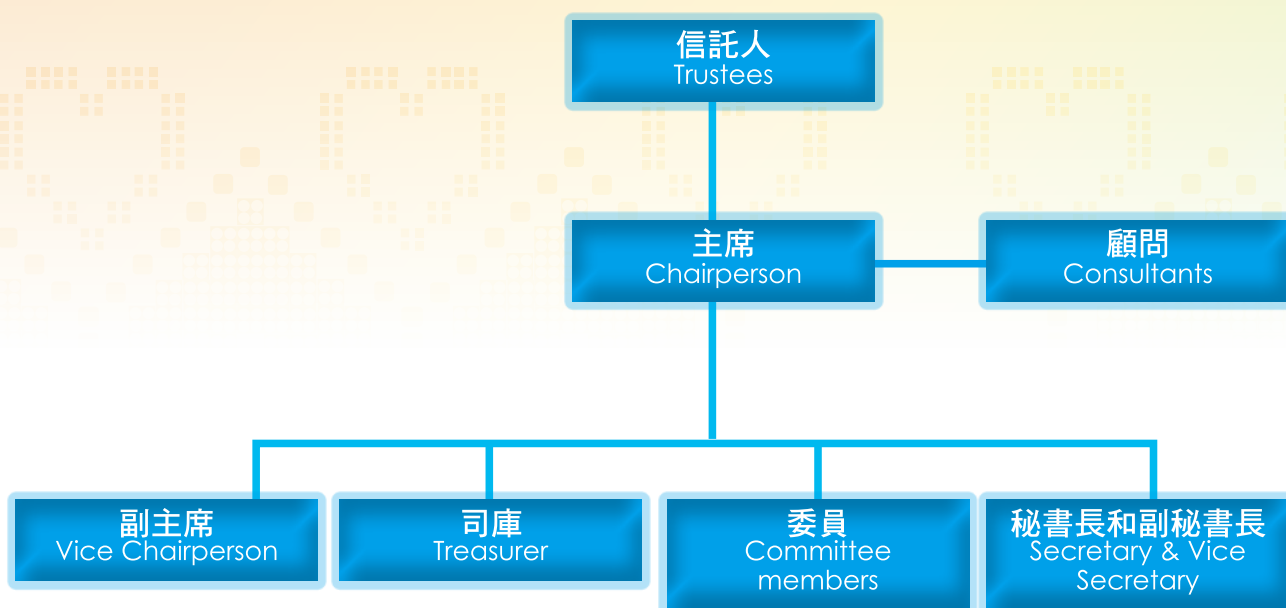 信託人
Trustees
主席
Chairperson
顧問
Consultants
副主席
Vice Chairperson
司庫
Treasurer
委員
Committee
members
秘書長和副秘書長
Secretary & Vice
Secretary